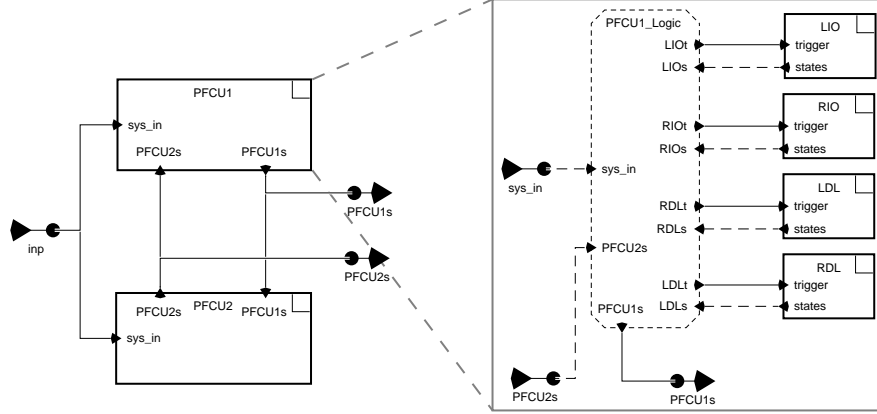 PFCU1
sys_in
PFCU2s
PFCU1s
PFCU1s
inp
PFCU2s
PFCU2s
PFCU2
PFCU1s
sys_in
PFCU1_Logic
LIOt
LIOs
RIOt
RIOs
sys_in
sys_in
RDLt
RDLs
PFCU2s
LDLt
LDLs
PFCU1s
PFCU2s
PFCU1s
LIO
trigger
states
RIO
trigger
states
LDL
trigger
states
RDL
trigger
states